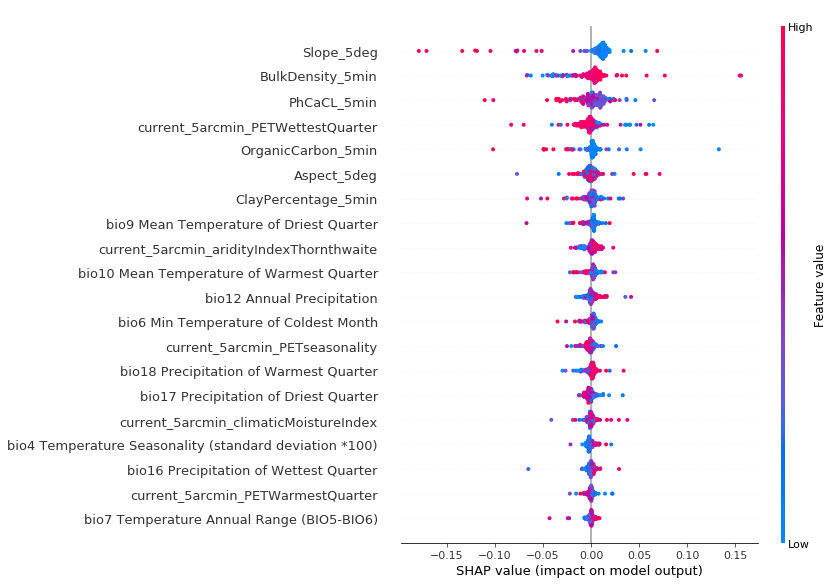 High
Slope_5deg
BulkDensity_5min
PhCaCL_5min
current_5arcmin_PETWettestQuarter
OrganicCarbon_5min
Aspect_5deg
ClayPercentage_5min
bio9 Mean Temperature of Driest Quarter
current_5arcmin_aridityIndexThornthwaite
bio10 Mean Temperature of Warmest Quarter
bio12 Annual Precipitation
bio6 Min Temperature of Coldest Month
current_5arcmin_PETseasonality
bio18 Precipitation of Warmest Quarter
bio17 Precipitation of Driest Quarter
current_5arcmin_climaticMoistureIndex
bio4 Temperature Seasonality (standard deviation *100)
bio16 Precipitation of Wettest Quarter
current_5arcmin_PETWarmestQuarter
bio7 Temperature Annual Range (BIO5-BIO6)
Feature value
Low
−0.15 −0.10 −0.05 0.00 0.05 0.10 0.15
SHAP value (impact on model output)